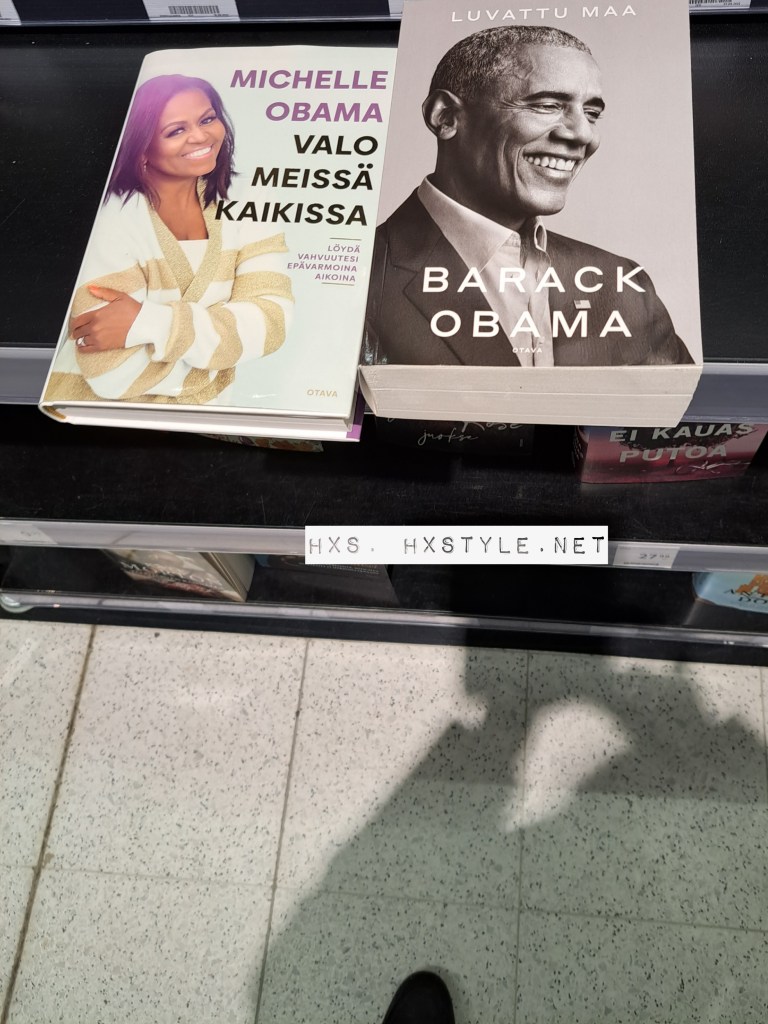 MICHELLE
OBAMA
VALO
MEISSÄ
KAIKISSA
LÖYDÄ
VAHVUUTESI
EPÄVARMOINA
AIKOINA
OTAVA
LUVATTU MAA
BARACK
OBAMA
OTAVA
juokse
EI KAUAS
PUTOA
HXS. HXSTYLE.NET